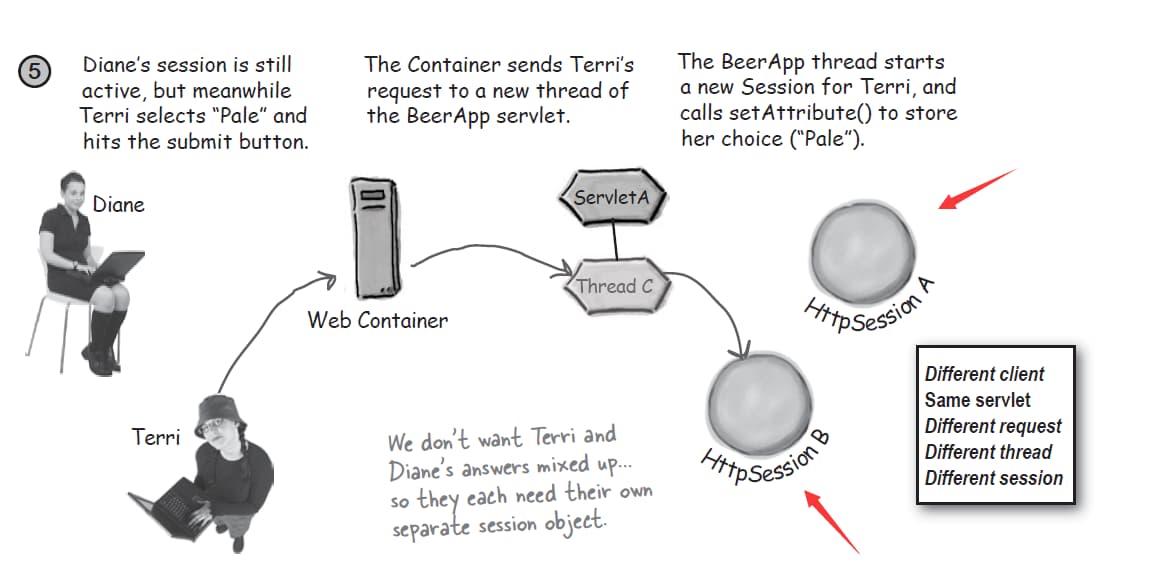 5
Diane's session is still
active, but meanwhile
Terri selects “Pale” and
hits the submit button.
The Container sends Terri's
request to a new thread of
the BeerApp servlet.
The BeerApp thread starts
a new Session for Terri, and
calls setAttribute() to store
her choice (“Pale”).
Diane
ServletA
Thread C
Web Container
HttpSession A
Terri
HttpSession B
We don't want Terri and
Diane's answers mixed up...
so they each need their own
separate session object.
Different client
Same servlet
Different request
Different thread
Different session